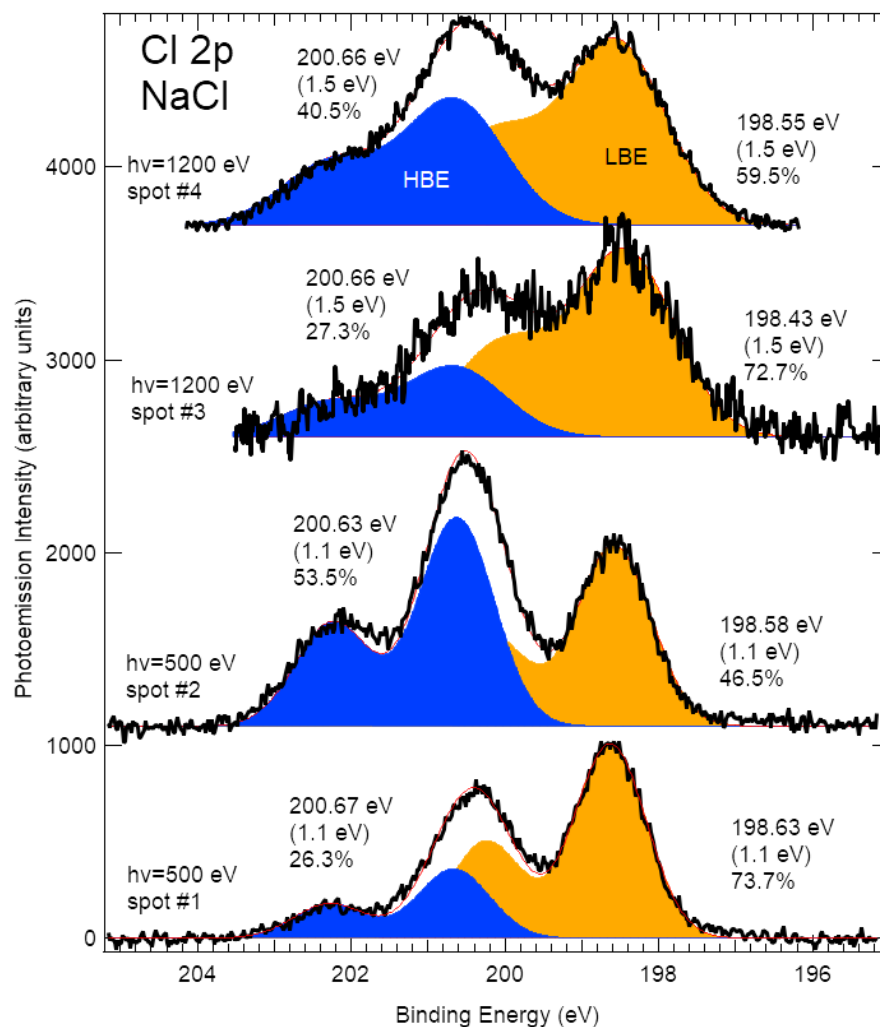 Cl 2p
NaCl
200.66 eV
(1.5 eV)
40.5%
198.55 eV
(1.5 eV)
59.5%
HBE
LBE
hv=1200 eV
spot #4
200.66 eV
(1.5 eV)
27.3%
198.43 eV
(1.5 eV)
72.7%
hv=1200 eV
spot #3
200.63 eV
(1.1 eV)
53.5%
198.58 eV
(1.1 eV)
46.5%
hv=500 eV
spot #2
200.67 eV
(1.1 eV)
26.3%
198.63 eV
(1.1 eV)
73.7%
hv=500 eV
spot #1
Photoemission Intensity (arbitrary units)
4000
3000
2000
1000
0
204
202
200
198
196
Binding Energy (eV)